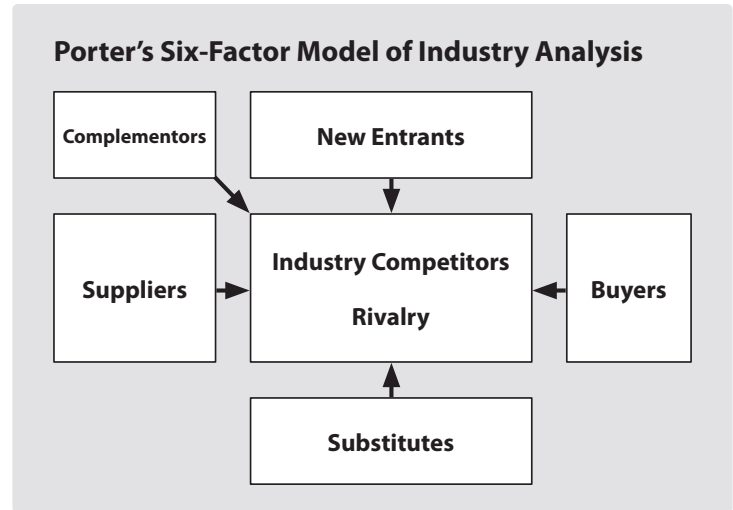 Porter’s Six-Factor Model of Industry Analysis
Complementors
New Entrants
Suppliers
Industry Competitors
Rivalry
Buyers
Substitutes